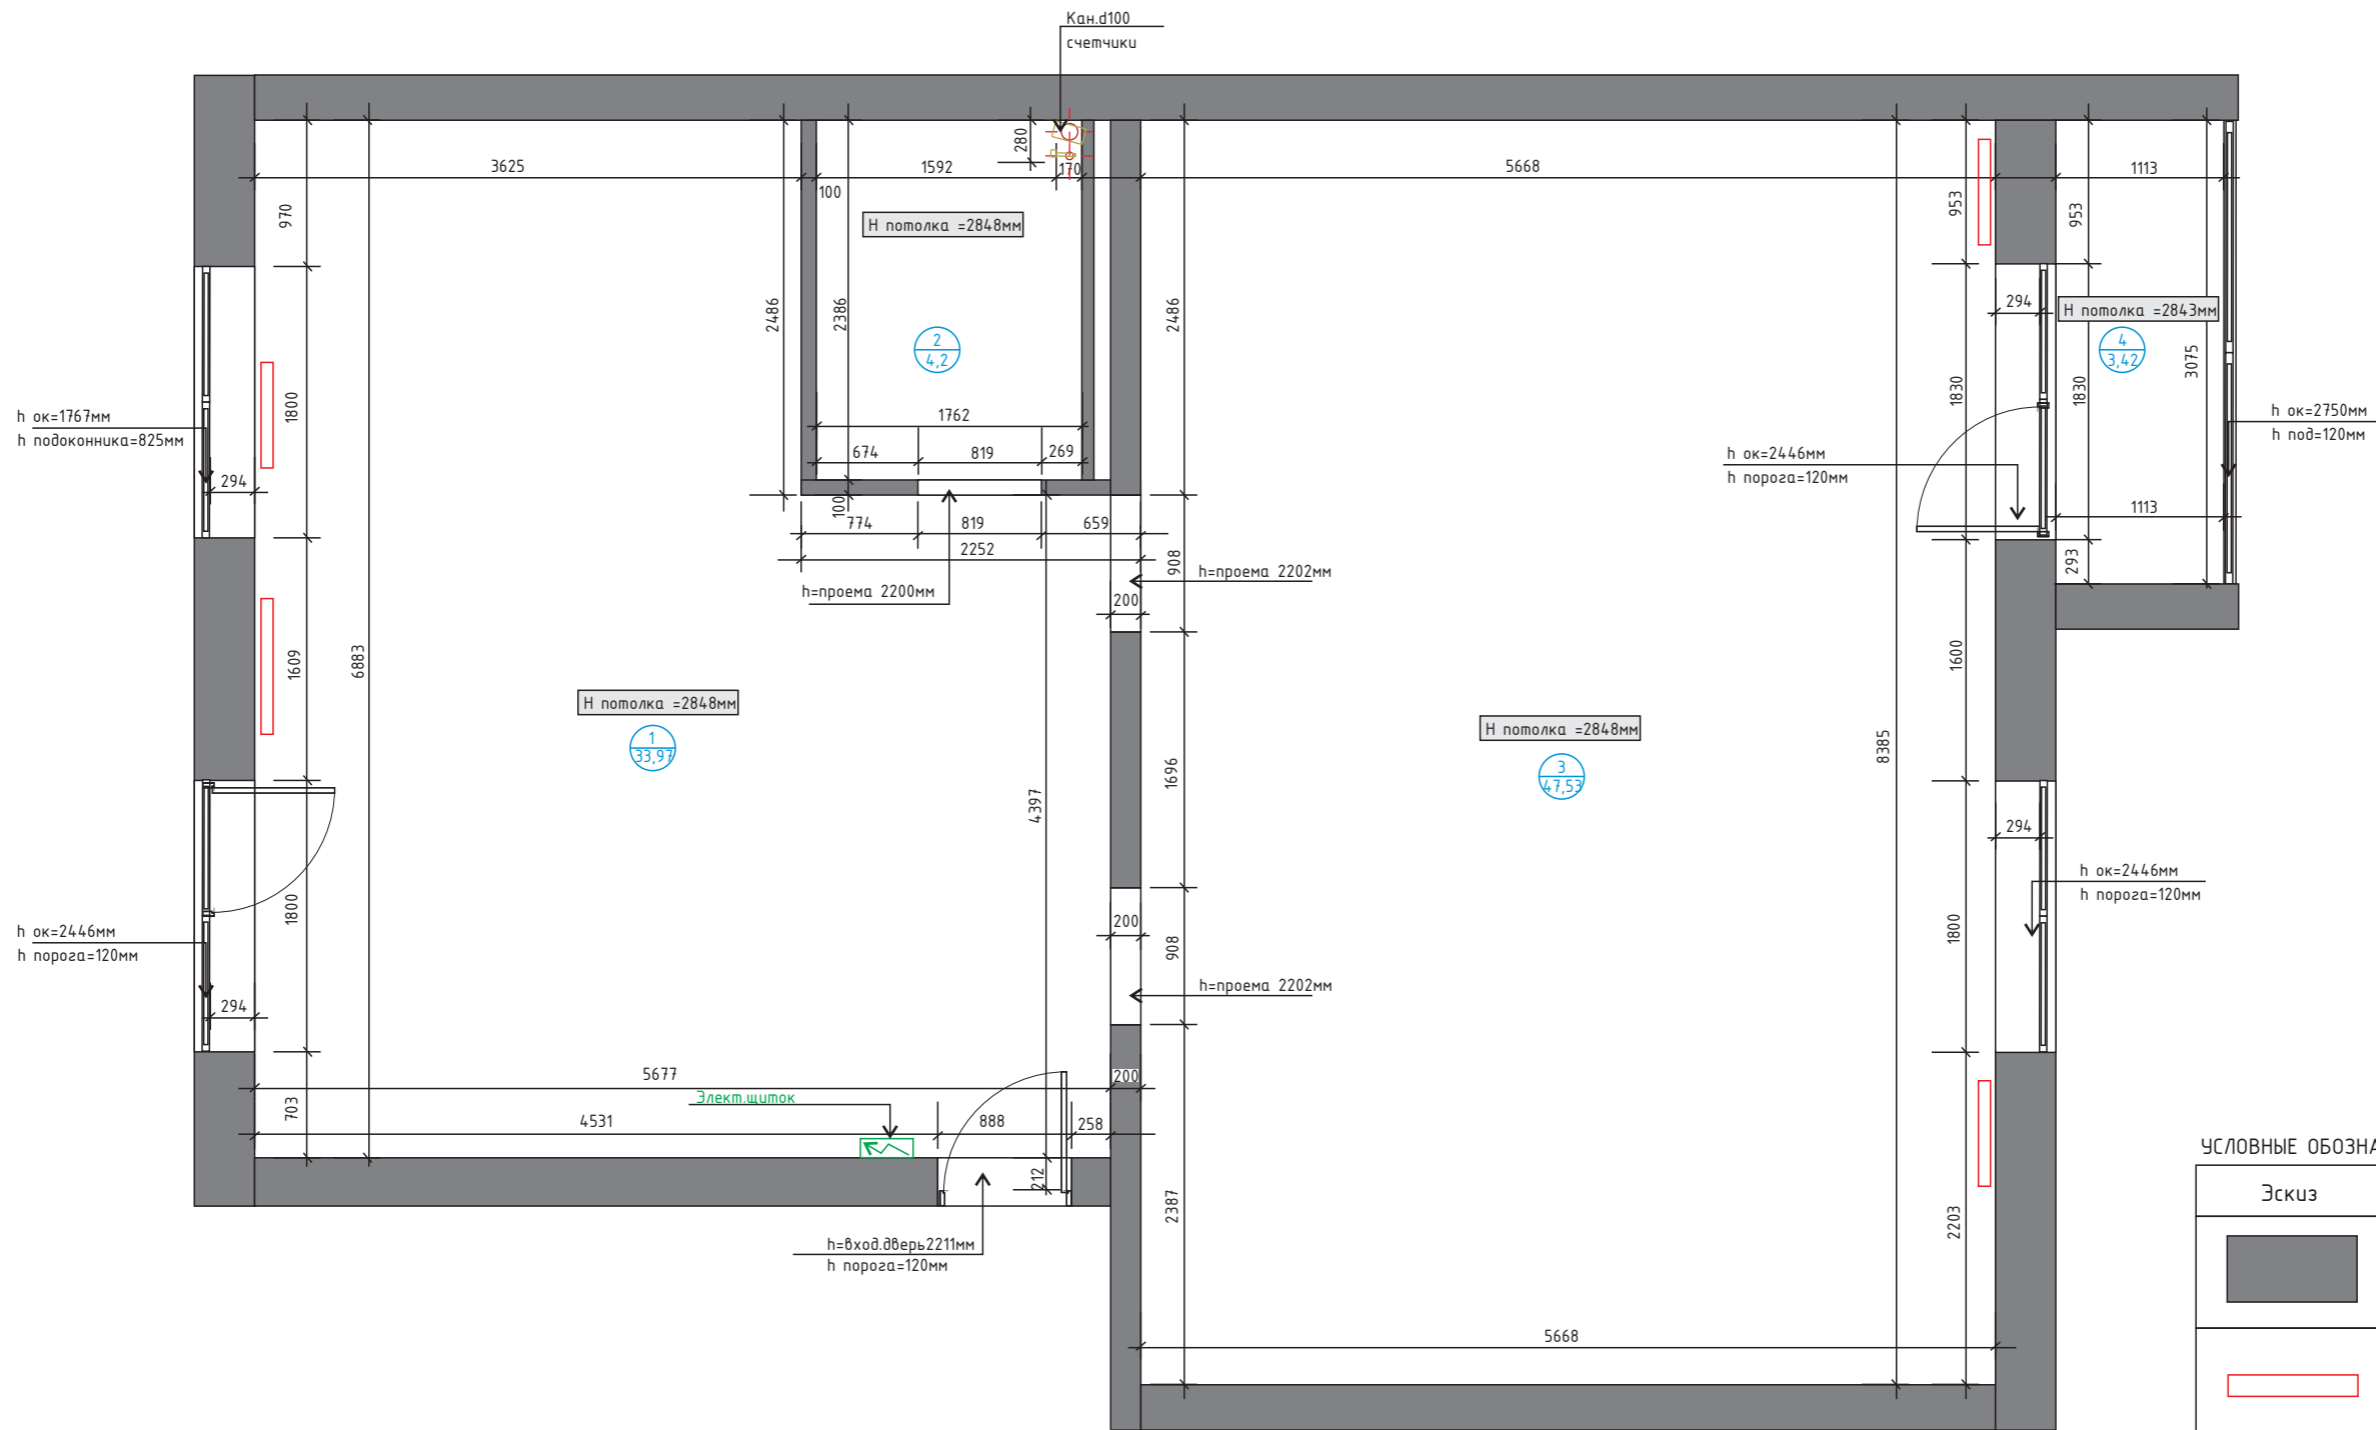 Кан.d100
счетчики
3625
1592
170
280
100
5668
1113
970
953
953
Н потолка =2848мм
2486
2386
2486
294
Н потолка =2843мм
2
4,2
4
3,42
3075
1800
1830
1830
h ок=1767мм
h подоконника=825мм
1762
h ок=2750мм
h под=120мм
674
819
269
h ок=2446мм
h порога=120мм
294
100
774
819
659
1113
2252
908
293
h=проема 2200мм
h=проема 2202мм
200
1609
6883
1600
Н потолка =2848мм
1
33,97
Н потолка =2848мм
3
47,53
8385
1696
4397
294
1800
h ок=2446мм
h порога=120мм
200
908
1800
h ок=2446мм
h порога=120мм
294
h=проема 2202мм
5677
200
Элект.щиток
703
4531
888
258
212
2387
2203
h=вход.дверь2211мм
h порога=120мм
5668
УСЛОВНЫЕ ОБОЗНА
Эскиз